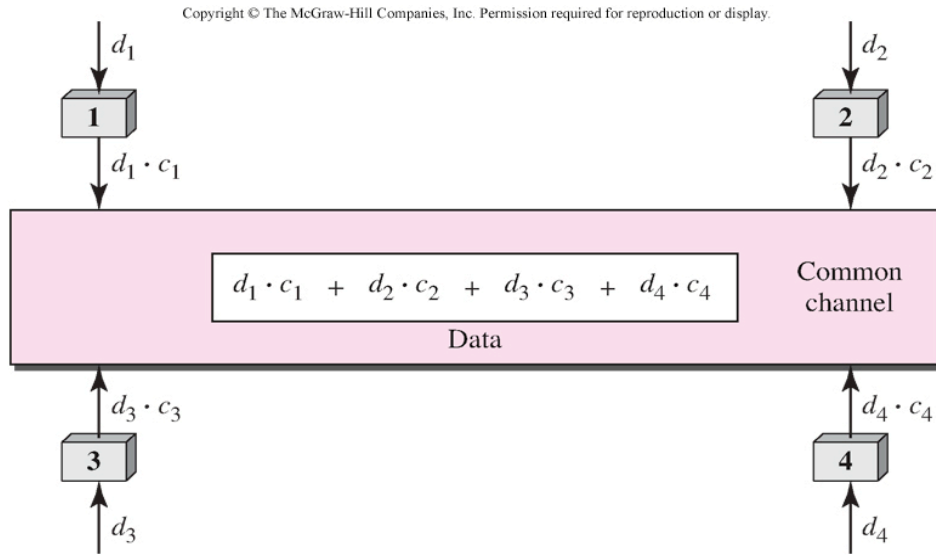 Copyright © The McGraw-Hill Companies, Inc. Permission required for reproduction or display.
d₁
d₂
1
2
d₁ · c₁
d₂ · c₂
d₁ · c₁ + d₂ · c₂ + d₃ · c₃ + d₄ · c₄
Common
channel
Data
d₃ · c₃
d₄ · c₄
3
4
d₃
d₄